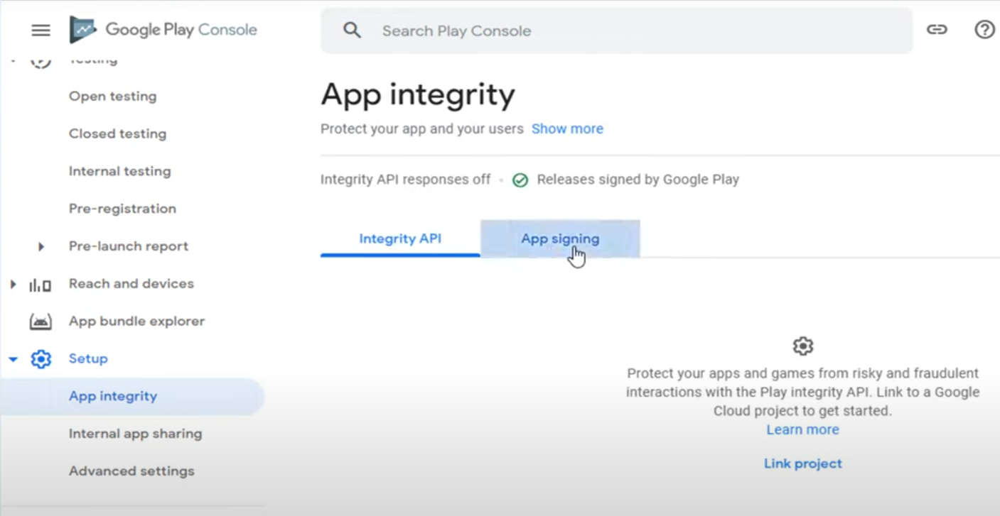 Google Play Console
Search Play Console
Testing
Open testing
Closed testing
Internal testing
Pre-registration
Pre-launch report
Reach and devices
App bundle explorer
Setup
App integrity
Internal app sharing
Advanced settings
App integrity
Protect your app and your users Show more
Integrity API responses off • Releases signed by Google Play
Integrity API App signing
Protect your apps and games from risky and fraudulent
interactions with the Play integrity API. Link to a Google
Cloud project to get started.
Learn more
Link project